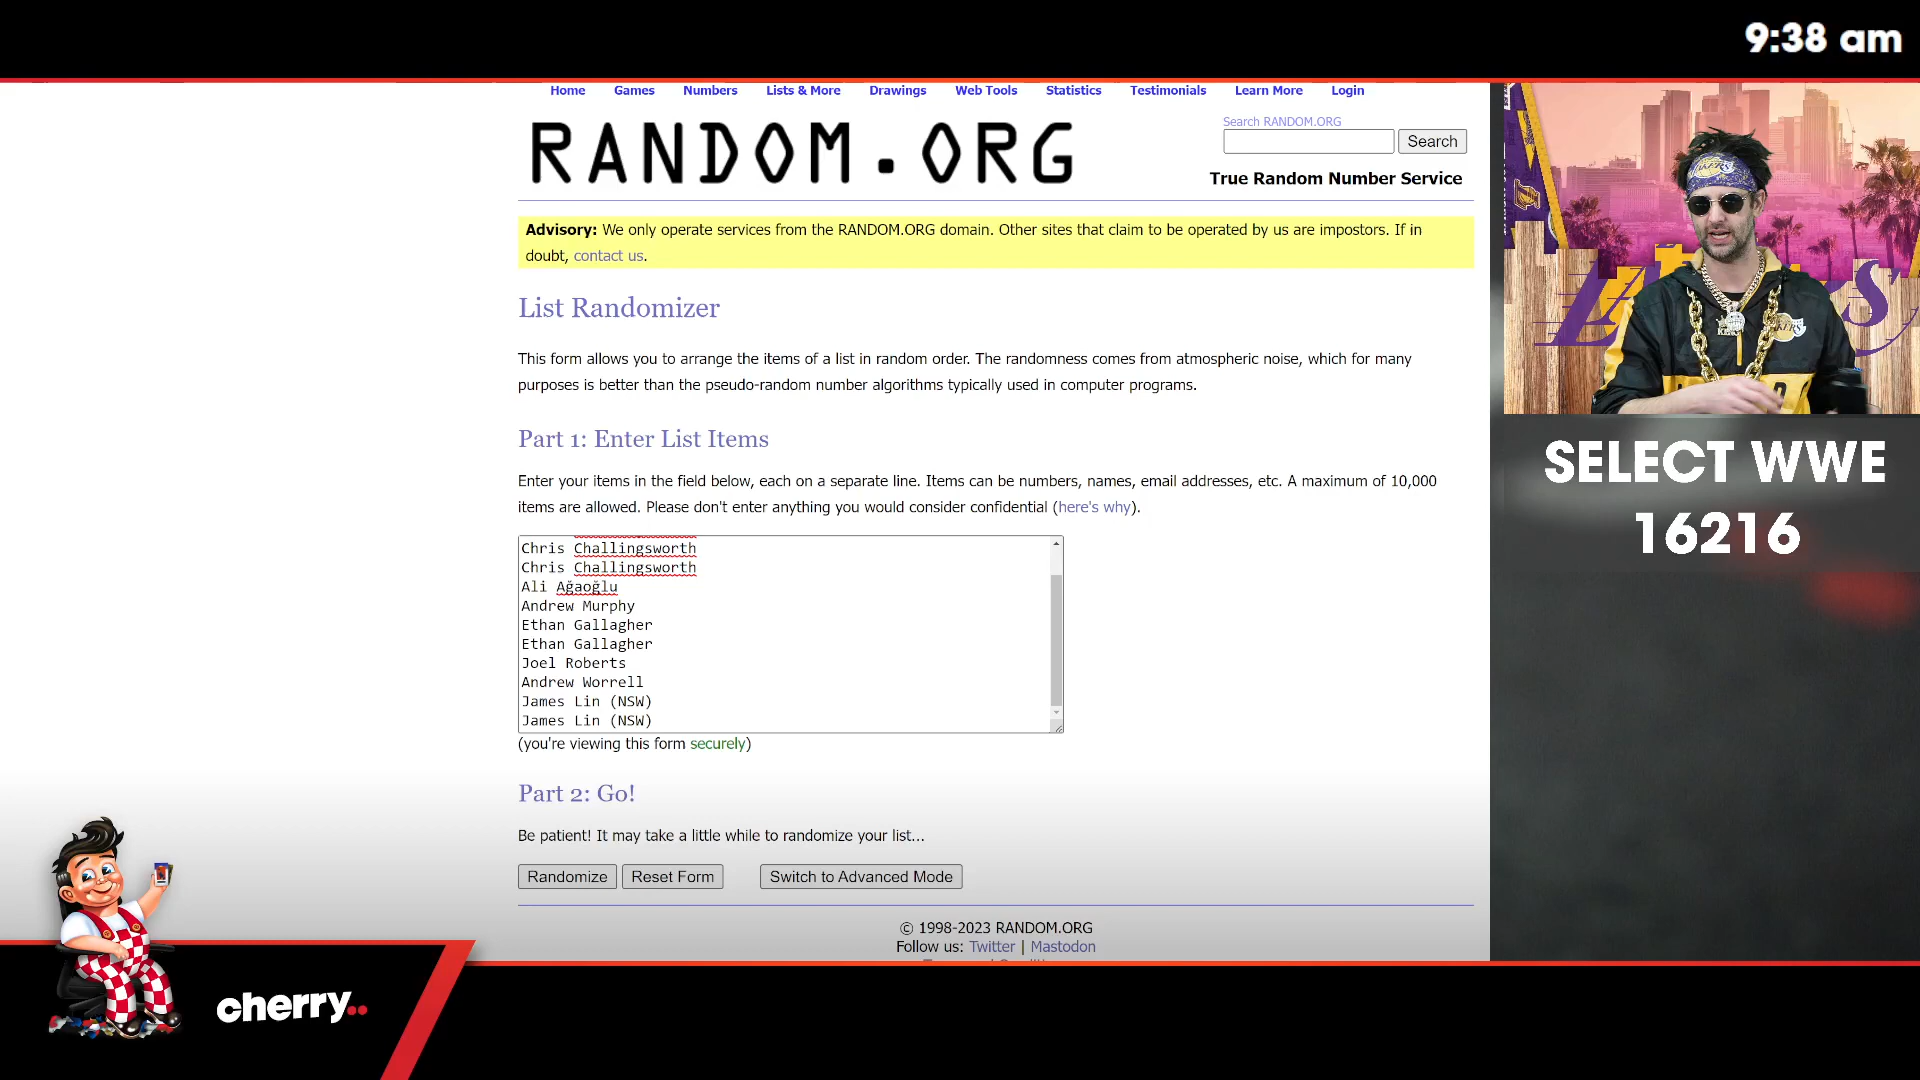 9:38 am
Home Games Numbers Lists & More Drawings Web Tools Statistics Testimonials Learn More Login
RANDOM.ORG
Search RANDOM.ORG
Search
True Random Number Service
Advisory: We only operate services from the RANDOM.ORG domain. Other sites that claim to be operated by us are impostors. If in
doubt, contact us.
List Randomizer
This form allows you to arrange the items of a list in random order. The randomness comes from atmospheric noise, which for many
purposes is better than the pseudo-random number algorithms typically used in computer programs.
Part 1: Enter List Items
Enter your items in the field below, each on a separate line. Items can be numbers, names, email addresses, etc. A maximum of 10,000
items are allowed. Please don't enter anything you would consider confidential (here's why).
Chris Challingsworth
Chris Challingsworth
Ali Ağaoğlu
Andrew Murphy
Ethan Gallagher
Ethan Gallagher
Joel Roberts
Andrew Worrell
James Lin (NSW)
James Lin (NSW)
(you're viewing this form securely)
Part 2: Go!
Be patient! It may take a little while to randomize your list...
Randomize Reset Form Switch to Advanced Mode
© 1998-2023 RANDOM.ORG
Follow us: Twitter | Mastodon
LAKERS
LAKERS
SELECT WWE
16216
cherry..